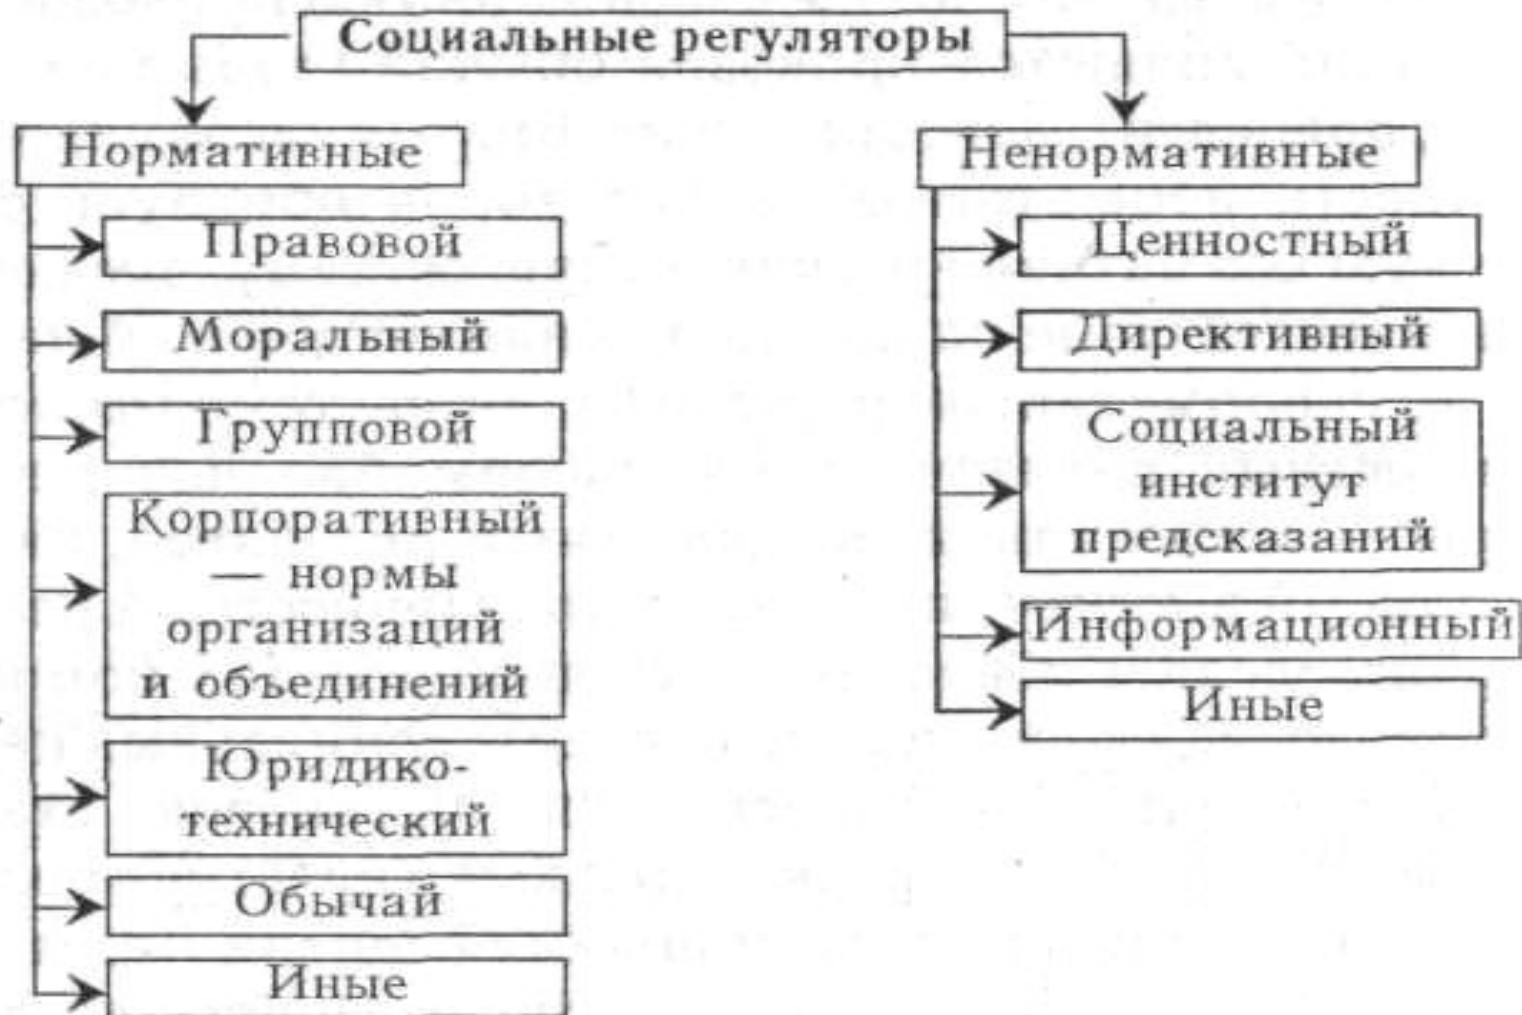 Социальные регуляторы
Нормативные
Правовой
Моральный
Групповой
Корпоративный
— нормы
организаций
и объединений
Юридико-
технический
Обычай
Иные
Ненормативные
Ценностный
Директивный
Социальный
институт
предсказаний
Информационный
Иные